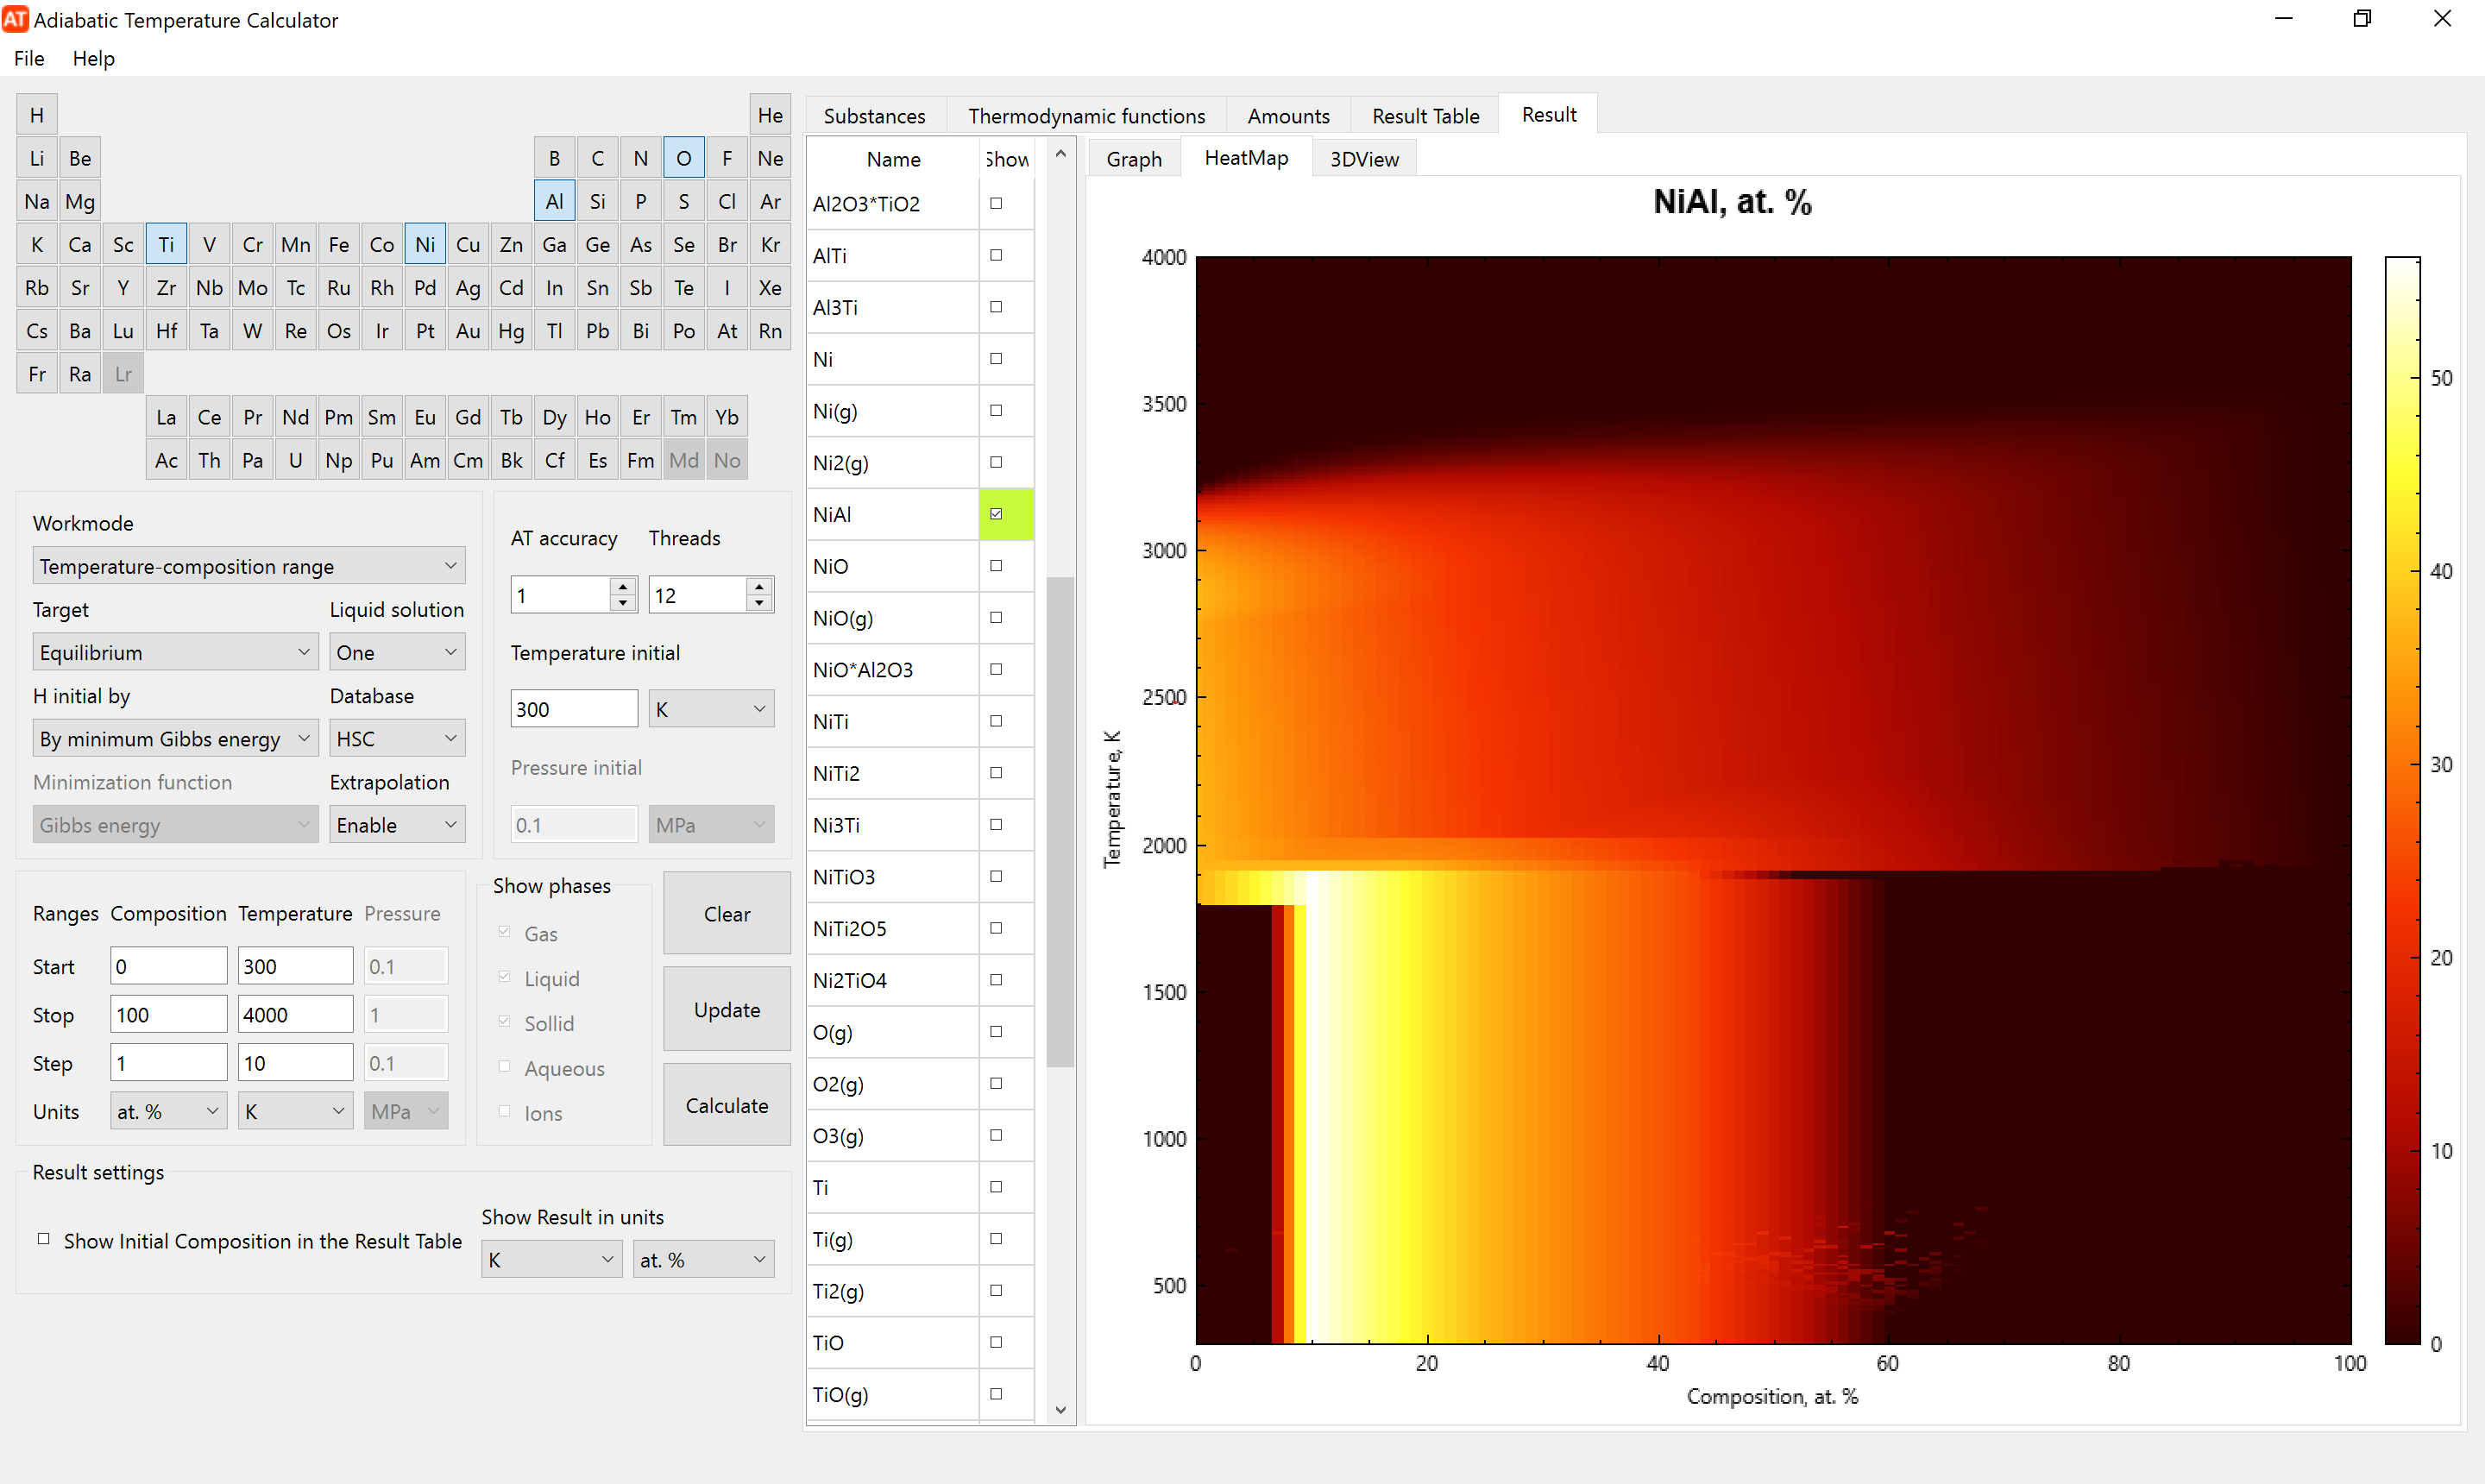 AT Adiabatic Temperature Calculator
File Help
H He
Li Be B C N O F Ne
Na Mg Al Si P S Cl Ar
K Ca Sc Ti V Cr Mn Fe Co Ni Cu Zn Ga Ge As Se Br Kr
Rb Sr Y Zr Nb Mo Tc Ru Rh Pd Ag Cd In Sn Sb Te I Xe
Cs Ba Lu Hf Ta W Re Os Ir Pt Au Hg Tl Pb Bi Po At Rn
Fr Ra Lr
La Ce Pr Nd Pm Sm Eu Gd Tb Dy Ho Er Tm Yb
Ac Th Pa U Np Pu Am Cm Bk Cf Es Fm Md No
Workmode
Temperature-composition range
Target Liquid solution
Equilibrium One
H initial by Database
By minimum Gibbs energy HSC
Minimization function Extrapolation
Gibbs energy Enable
AT accuracy Threads
1 12
Temperature initial
300 K
Pressure initial
0.1 MPa
Ranges Composition Temperature Pressure
Start 0 300 0.1
Stop 100 4000 1
Step 1 10 0.1
Units at. % K MPa
Show phases
Gas
Liquid
Sollid
Aqueous
Ions
Clear
Update
Calculate
Result settings
Show Initial Composition in the Result Table
Show Result in units
K at. %
Substances Thermodynamic functions Amounts Result Table Result
Name Show
Al2O3*TiO2
AlTi
Al3Ti
Ni
Ni(g)
Ni2(g)
NiAl
NiO
NiO(g)
NiO*Al2O3
NiTi
NiTi2
Ni3Ti
NiTiO3
NiTi2O5
Ni2TiO4
O(g)
O2(g)
O3(g)
Ti
Ti(g)
Ti2(g)
TiO
TiO(g)
Graph HeatMap 3DView
NiAl, at. %
Temperature, K
4000
3500
3000
2500
2000
1500
1000
500
0 20 40 60 80 100
Composition, at. %
50
40
30
20
10
0